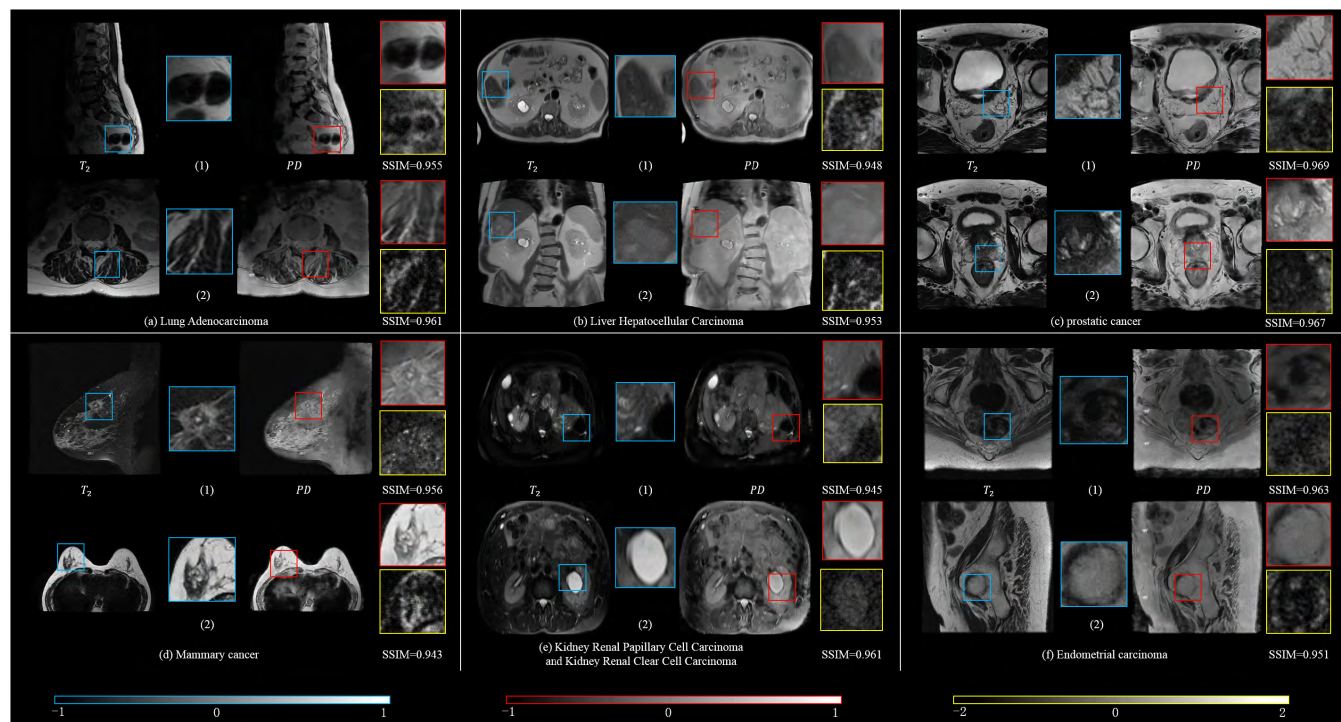 T₂ (1) PD SSIM=0.955
(2) SSIM=0.961
(a) Lung Adenocarcinoma
T₂ (1) PD SSIM=0.948
(2) SSIM=0.953
(b) Liver Hepatocellular Carcinoma
T₂ (1) PD SSIM=0.969
(2) SSIM=0.967
(c) prostatic cancer
T₂ (1) PD SSIM=0.956
(2)
(d) Mammary cancer SSIM=0.943
T₂ (1) PD SSIM=0.945
(2)
(e) Kidney Renal Papillary Cell Carcinoma
and Kidney Renal Clear Cell Carcinoma SSIM=0.961
T₂ (1) PD SSIM=0.963
(2)
(f) Endometrial carcinoma SSIM=0.951
−1 0 1
−1 0 1
−2 0 2